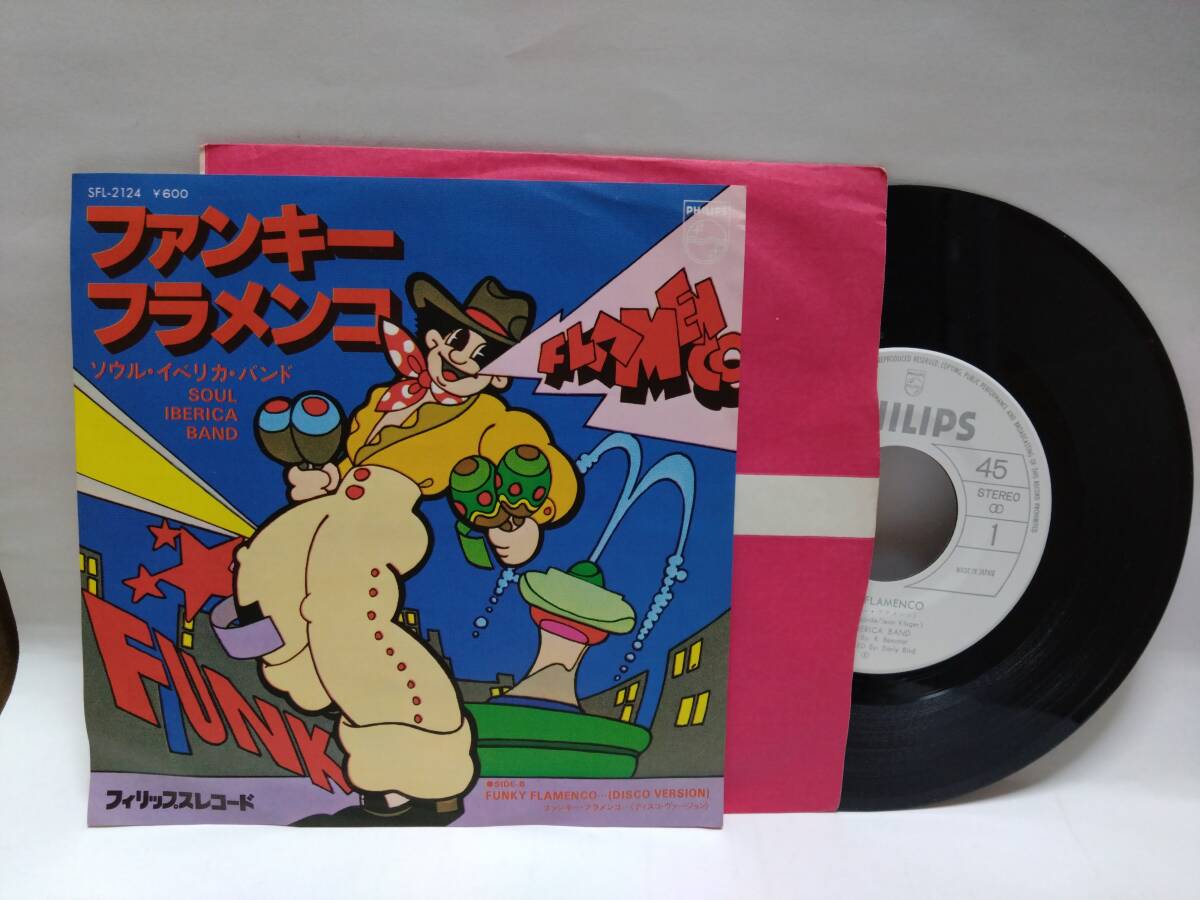 SFL-2124 ￥600
ファンキー
フラメンコ
ソウル・イベリカ・バンド
SOUL
IBERICA
BAND
PHILIPS
FLAMENCO
FUNK
●SIDE-B
FUNKY FLAMENCO…(DISCO VERSION)
ファンキー・フラメンコ…(ディスコ・ヴァージョン)
フィリップスレコード
PHILIPS
45
STEREO
1
MADE IN JAPAN
FLAMENCO
BAND